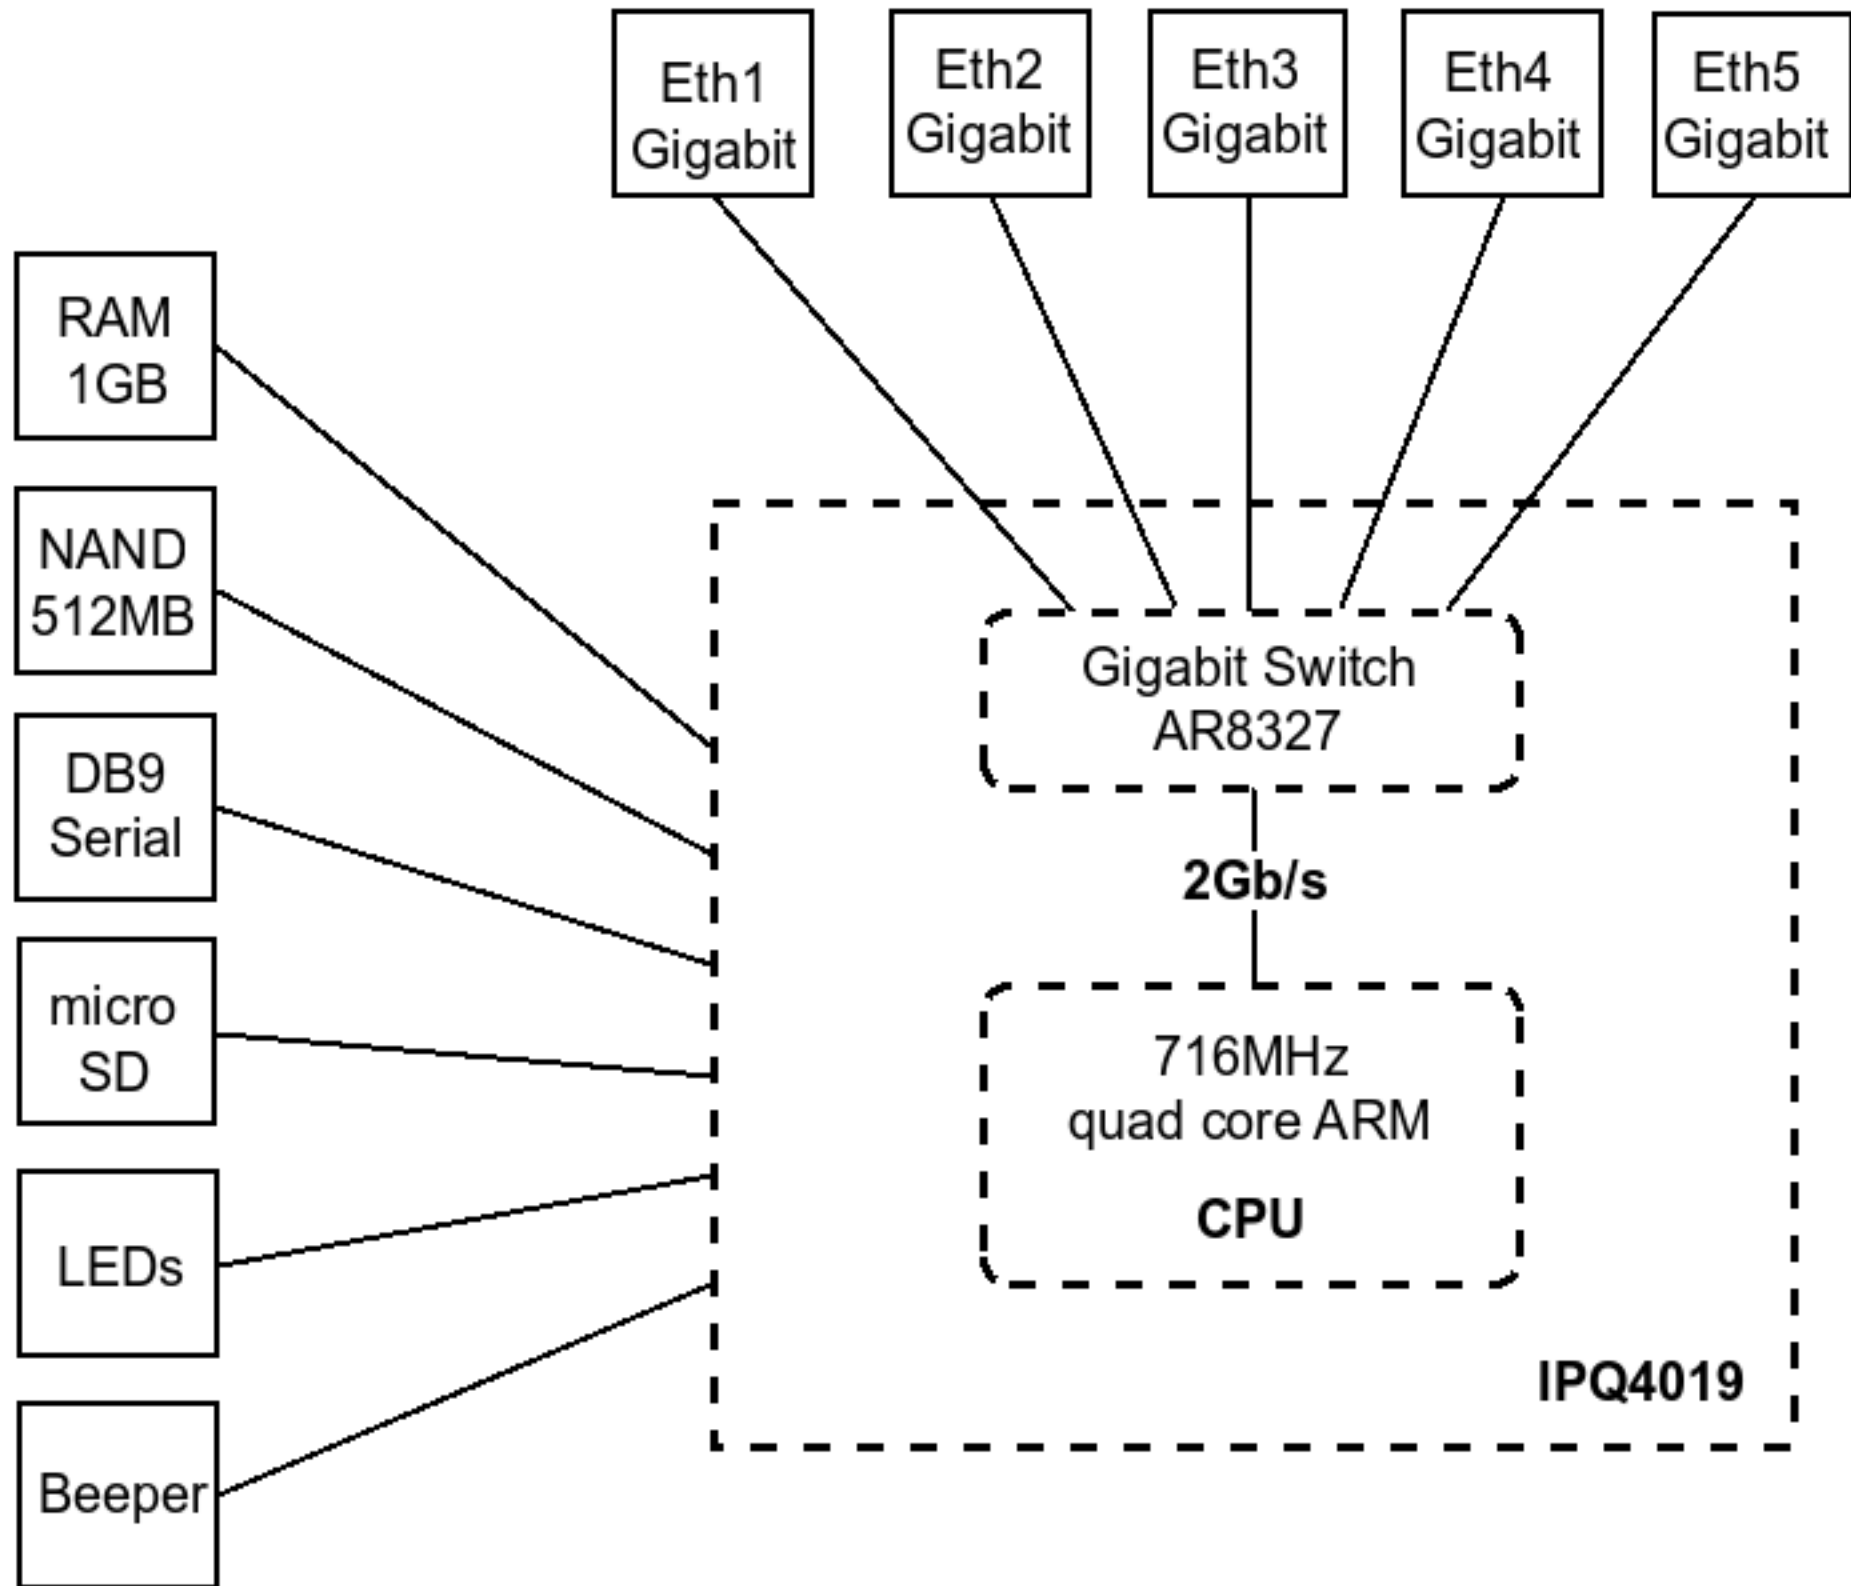 Eth1
Gigabit
Eth2
Gigabit
Eth3
Gigabit
Eth4
Gigabit
Eth5
Gigabit
RAM
1GB
NAND
512MB
DB9
Serial
micro
SD
LEDs
Beeper
Gigabit Switch
AR8327
2Gb/s
716MHz
quad core ARM
CPU
IPQ4019